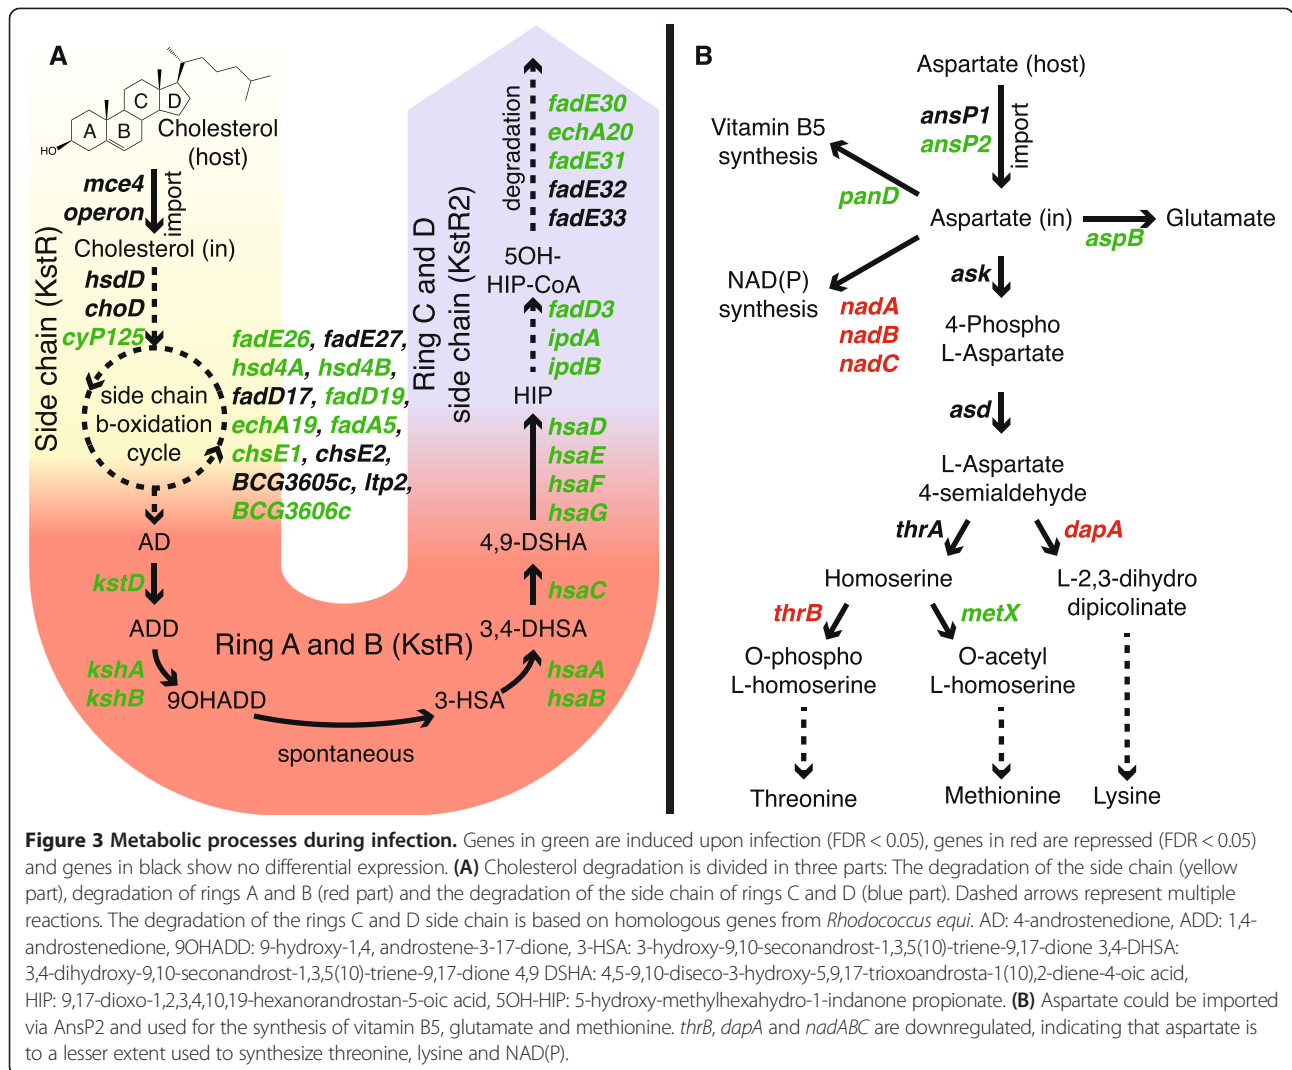 A
A
B
C
D
HO
Cholesterol
(host)
mce4
operon
import
Cholesterol (in)
hsdD
choD
cyP125
Side chain (KstR)
side chain
b-oxidation
cycle
fadE26, fadE27,
hsd4A, hsd4B,
fadD17, fadD19,
echA19, fadA5,
chsE1, chsE2,
BCG3605c, ltp2,
BCG3606c
AD
kstD
ADD
kshA
kshB
9OHADD
Ring A and B (KstR)
spontaneous
3-HSA
hsaA
hsaB
3,4-DHSA
hsaC
4,9-DSHA
hsaD
hsaE
hsaF
hsaG
HIP
fadD3
ipdA
ipdB
5OH-
HIP-CoA
Ring C and D
side chain (KstR2)
degradation
fadE30
echA20
fadE31
fadE32
fadE33
B
Aspartate (host)
ansP1
ansP2
import
Vitamin B5
synthesis
panD
Aspartate (in)
aspB
Glutamate
NAD(P)
synthesis
nadA
nadB
nadC
ask
4-Phospho
L-Aspartate
asd
L-Aspartate
4-semialdehyde
thrA
dapA
Homoserine
L-2,3-dihydro
dipicolinate
thrB
metX
O-phospho
L-homoserine
O-acetyl
L-homoserine
Threonine
Methionine
Lysine
Figure 3 Metabolic processes during infection. Genes in green are induced upon infection (FDR < 0.05), genes in red are repressed (FDR < 0.05)
and genes in black show no differential expression. (A) Cholesterol degradation is divided in three parts: The degradation of the side chain (yellow
part), degradation of rings A and B (red part) and the degradation of the side chain of rings C and D (blue part). Dashed arrows represent multiple
reactions. The degradation of the rings C and D side chain is based on homologous genes from Rhodococcus equi. AD: 4-androstenedione, ADD: 1,4-
androstenedione, 9OHADD: 9-hydroxy-1,4, androstene-3-17-dione, 3-HSA: 3-hydroxy-9,10-seconandrost-1,3,5(10)-triene-9,17-dione 3,4-DHSA:
3,4-dihydroxy-9,10-seconandrost-1,3,5(10)-triene-9,17-dione 4,9 DSHA: 4,5-9,10-diseco-3-hydroxy-5,9,17-trioxoandrosta-1(10),2-diene-4-oic acid,
HIP: 9,17-dioxo-1,2,3,4,10,19-hexanorandrostan-5-oic acid, 5OH-HIP: 5-hydroxy-methylhexahydro-1-indanone propionate. (B) Aspartate could be imported
via AnsP2 and used for the synthesis of vitamin B5, glutamate and methionine. thrB, dapA and nadABC are downregulated, indicating that aspartate is
to a lesser extent used to synthesize threonine, lysine and NAD(P).